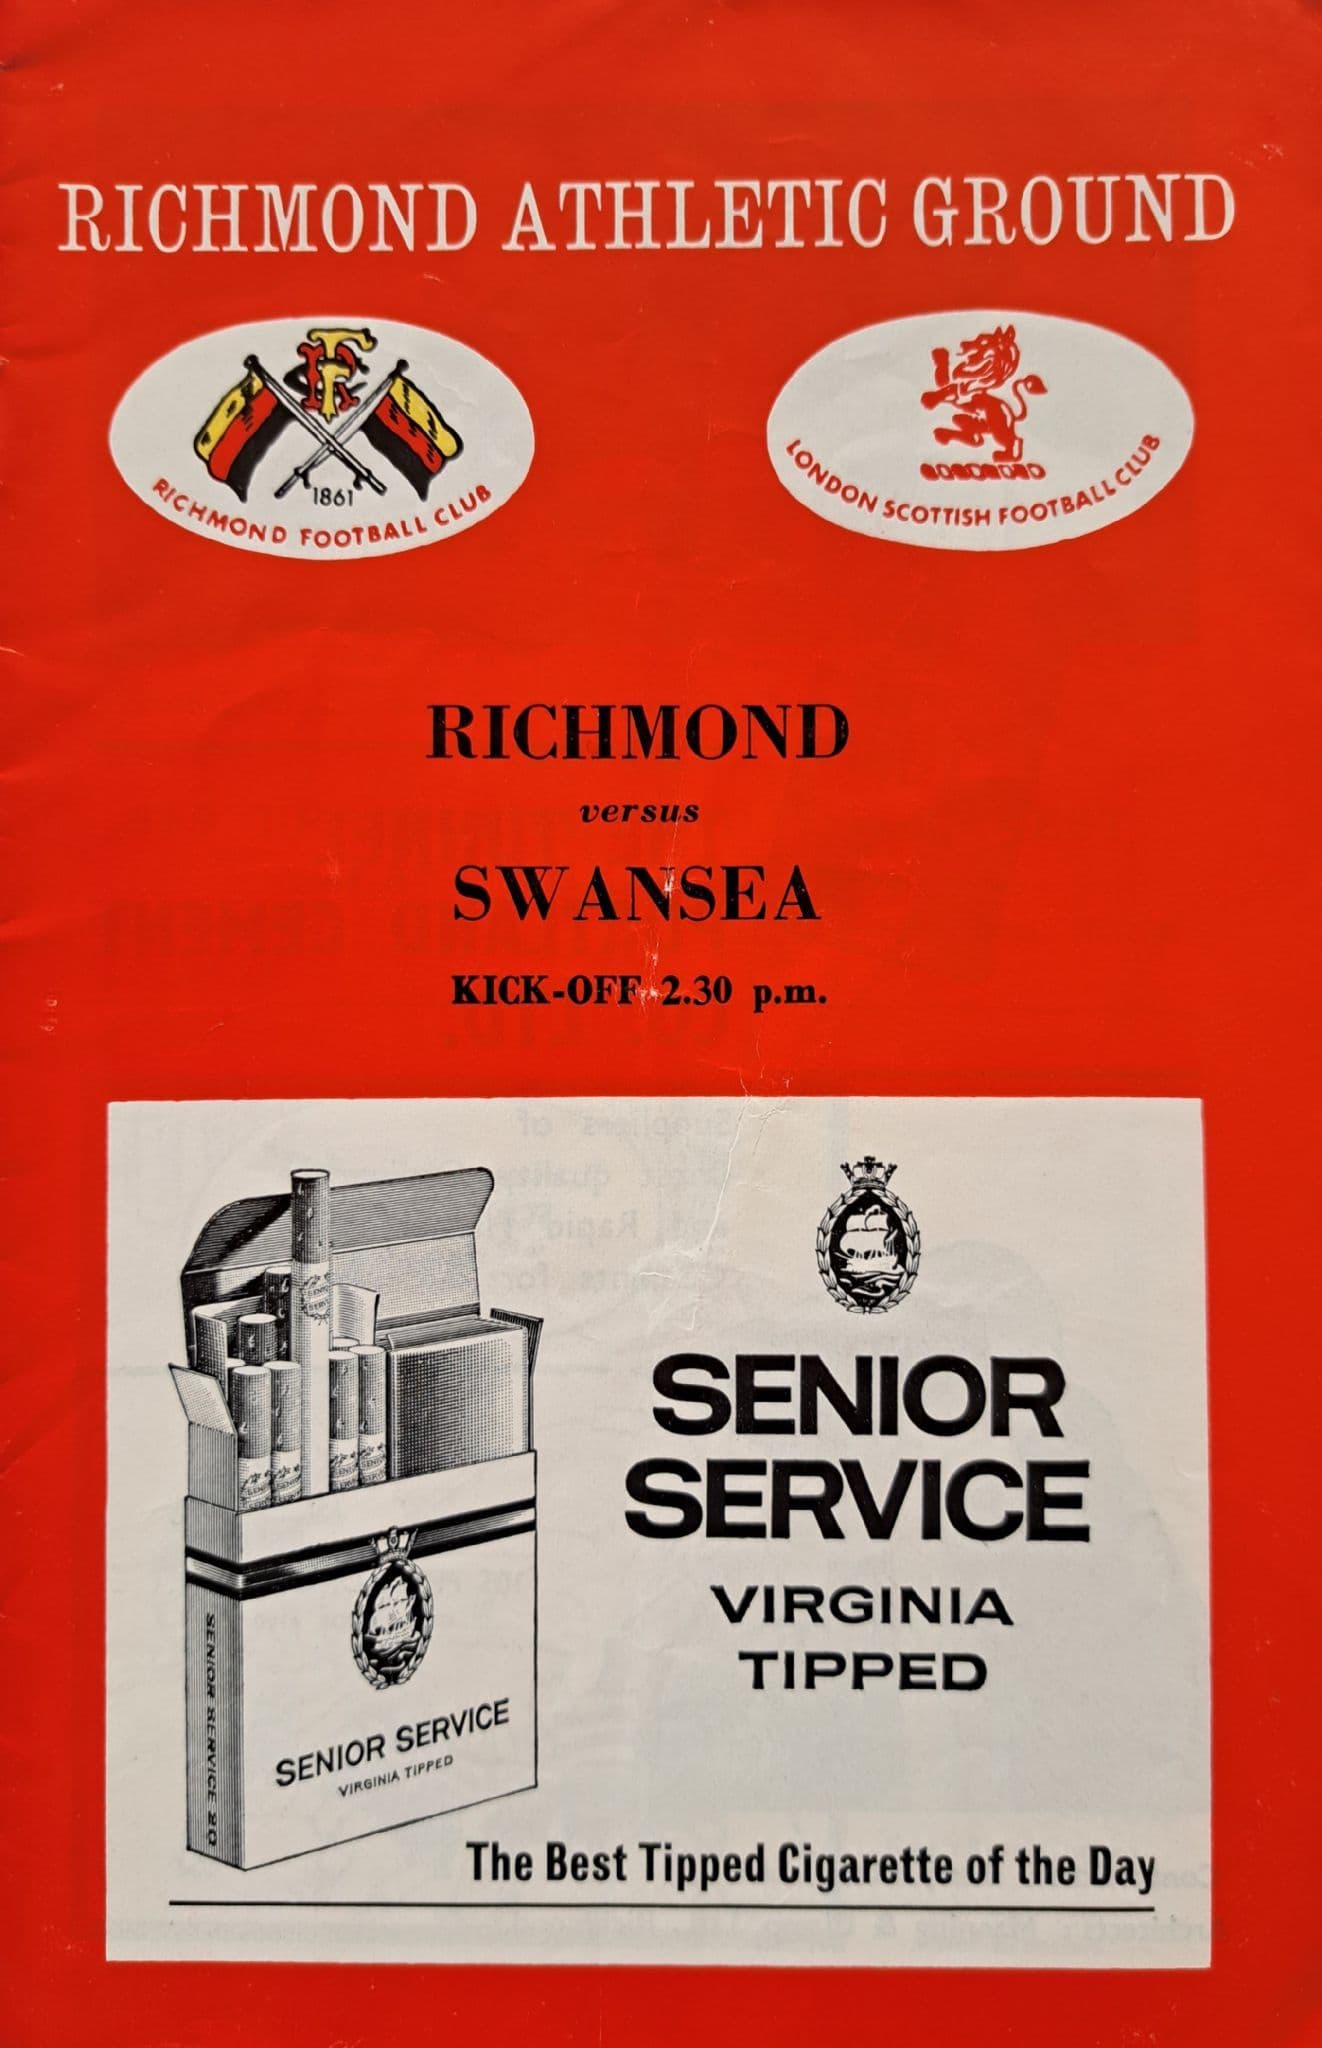 RICHMOND ATHLETIC GROUND
RF
1861
RICHMOND FOOTBALL CLUB
LONDON SCOTTISH FOOTBALL CLUB
RICHMOND
versus
SWANSEA
KICK-OFF 2.30 p.m.
SENIOR
SERVICE
VIRGINIA
TIPPED
SENIOR SERVICE
VIRGINIA TIPPED
SENIOR SERVICE 20
The Best Tipped Cigarette of the Day